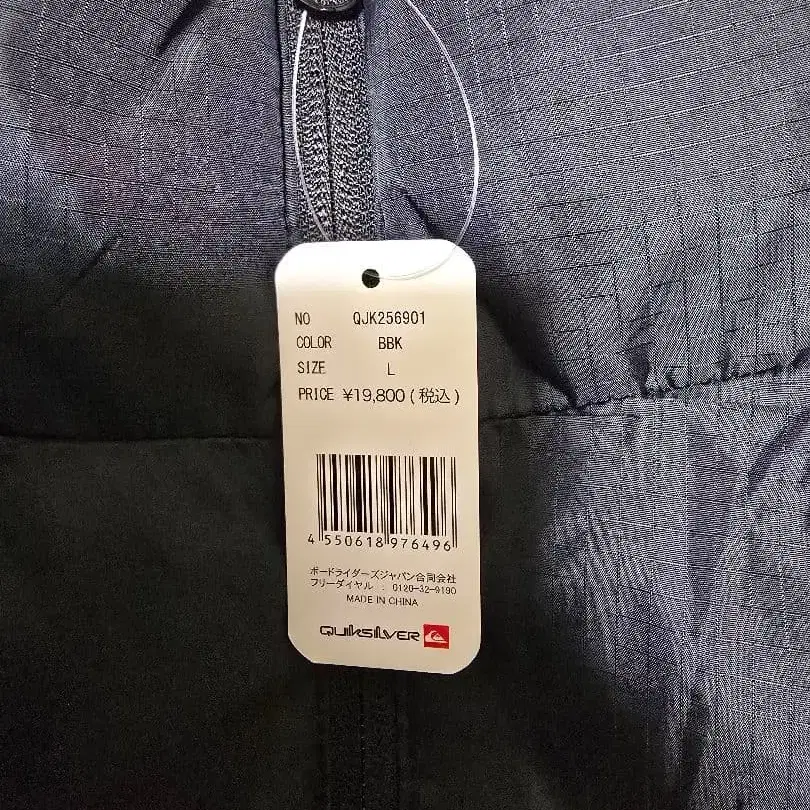 NO QJK256901
COLOR BBK
SIZE L
PRICE ¥19,800(税込)
4 550618 976496
ボードライダーズジャパン合同会社
フリーダイヤル : 0120-32-9190
MADE IN CHINA
QUIKSILVER